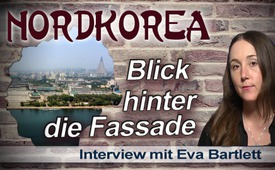 NORDKOREA
Blick
hinter
die Fassade
Interview mit Eva Bartlett